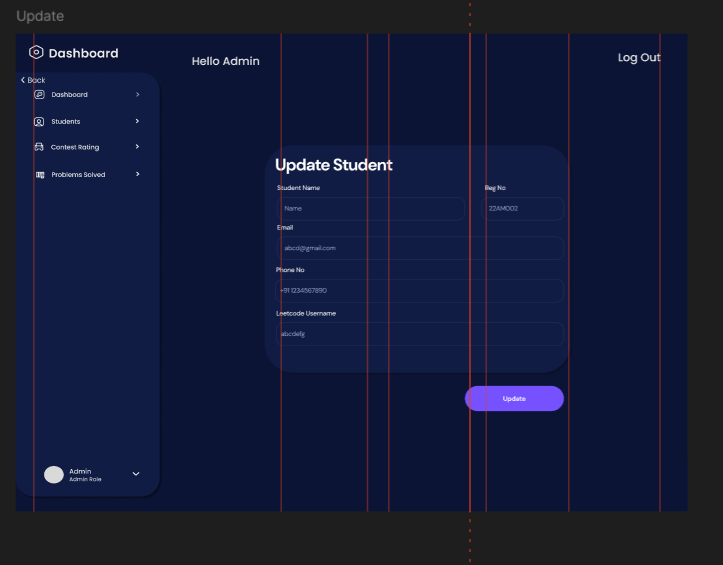 Update
Dashboard
Hello Admin
Log Out
Back
Dashboard
Students
Contest Rating
Problems Solved
Update Student
Student Name
Reg No
Name
22AM002
Email
abcd@gmail.com
Phone No
+91 1234567890
Leetcode Username
abcdefg
Update
Admin
Admin Role